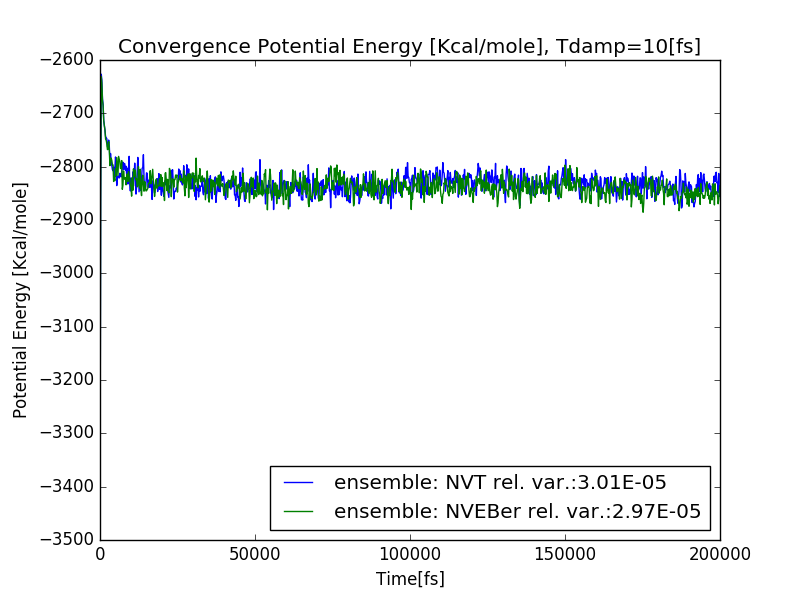 Convergence Potential Energy [Kcal/mole], Tdamp=10[fs]
−2600
−2700
−2800
−2900
−3000
−3100
−3200
−3300
−3400
−3500
Potential Energy [Kcal/mole]
ensemble: NVT rel. var.:3.01E-05
ensemble: NVEBer rel. var.:2.97E-05
0 50000 100000 150000 200000
Time[fs]